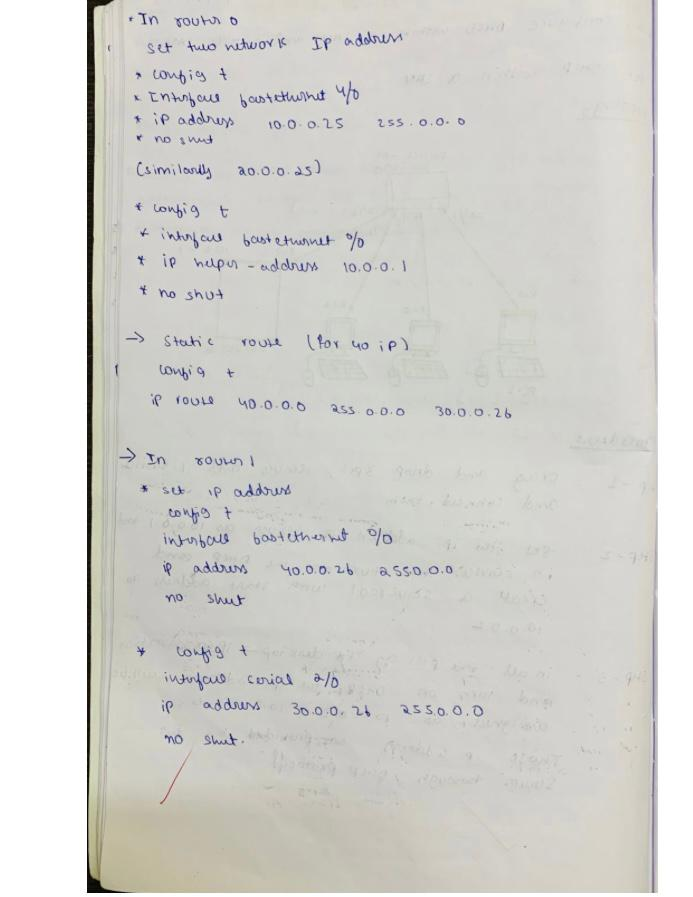 * In router 0
set two network IP address
* config t
* Interface fastethernet 4/0
* ip address 10.0.0.25 255.0.0.0
* no shut
(similarly 20.0.0.25)
* config t
* interface fastethernet 0/0
* ip helper-address 10.0.0.1
* no shut
→ Static route (for 40 ip)
config t
ip route 40.0.0.0 255.0.0.0 30.0.0.26
→ In router 1
* set ip address
config t
interface fastethernet 0/0
ip address 40.0.0.26 255.0.0.0
no shut
* config t
interface serial 2/0
ip address 30.0.0.26 255.0.0.0
no shut.